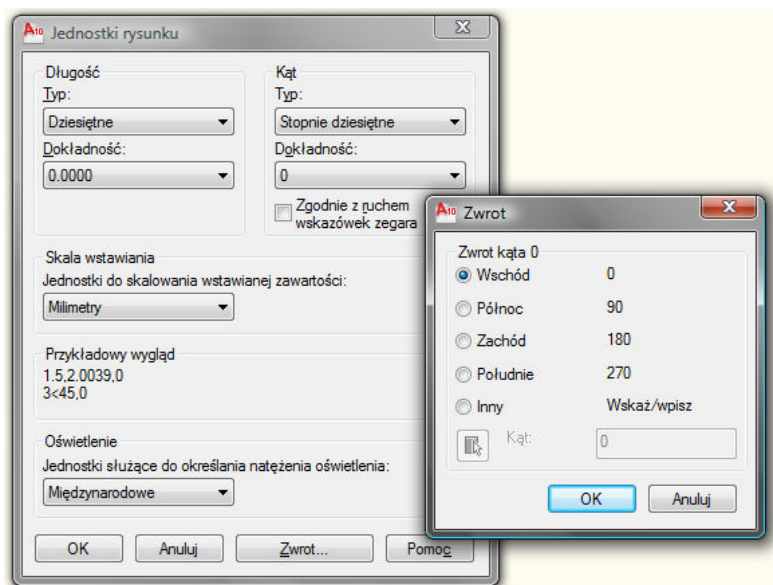 A10 Jednostki rysunku
Długość
Typ:
Dziesiętne
Dokładność:
0.0000
Kąt
Typ:
Stopnie dziesiętne
Dokładność:
0
Zgodnie z ruchem
wskazówek zegara
Skala wstawiania
Jednostki do skalowania wstawianej zawartości:
Milimetry
Przykładowy wygląd
1.5,2.0039,0
3<45,0
Oświetlenie
Jednostki służące do określania natężenia oświetlenia:
Międzynarodowe
OK Anuluj Zwrot... Pomoc
A10 Zwrot
Zwrot kąta 0
Wschód 0
Północ 90
Zachód 180
Południe 270
Inny Wskaż/wpisz
Kąt: 0
OK Anuluj